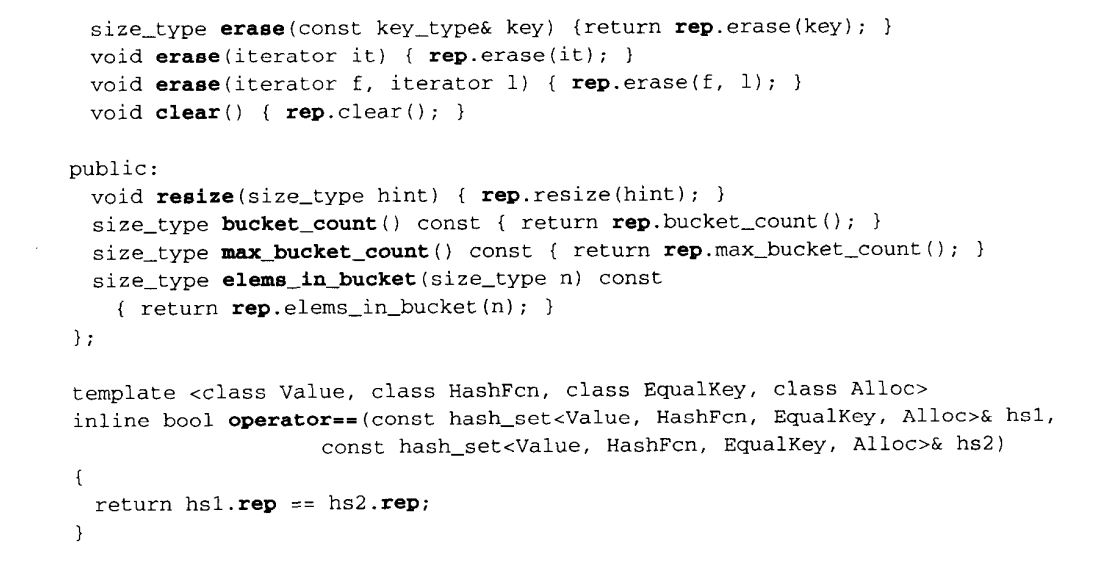 size_type erase(const key_type& key) {return rep.erase(key); }
void erase(iterator it) { rep.erase(it); }
void erase(iterator f, iterator l) { rep.erase(f, l); }
void clear() { rep.clear(); }
public:
void resize(size_type hint) { rep.resize(hint); }
size_type bucket_count() const { return rep.bucket_count(); }
size_type max_bucket_count() const { return rep.max_bucket_count(); }
size_type elems_in_bucket(size_type n) const
{ return rep.elems_in_bucket(n); }
};
template <class Value, class HashFcn, class EqualKey, class Alloc>
inline bool operator==(const hash_set<Value, HashFcn, EqualKey, Alloc>& hs1,
const hash_set<Value, HashFcn, EqualKey, Alloc>& hs2)
{
return hs1.rep == hs2.rep;
}